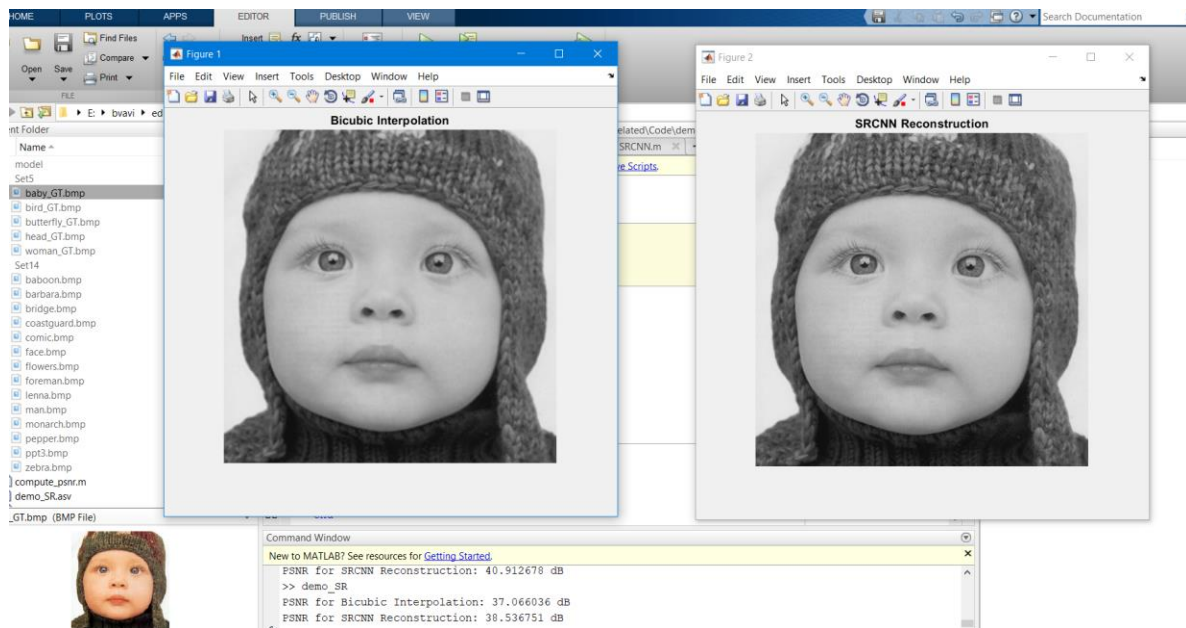 HOME PLOTS APPS EDITOR PUBLISH VIEW
Search Documentation
Find Files
Insert fx
Compare
Open Save
Print
FILE
E: bvavi ed
nt Folder
Name
model
Set5
baby_GT.bmp
bird_GT.bmp
butterfly_GT.bmp
head_GT.bmp
woman_GT.bmp
Set14
baboon.bmp
barbara.bmp
bridge.bmp
coastguard.bmp
comic.bmp
face.bmp
flowers.bmp
foreman.bmp
lenna.bmp
man.bmp
monarch.bmp
pepper.bmp
ppt3.bmp
zebra.bmp
compute_psnr.m
demo_SR.asv
_GT.bmp (BMP File)
Figure 1
File Edit View Insert Tools Desktop Window Help
Bicubic Interpolation
elated\Code\dem
SRCNN.m
ve Scripts.
Figure 2
File Edit View Insert Tools Desktop Window Help
SRCNN Reconstruction
end
Command Window
New to MATLAB? See resources for Getting Started.
PSNR for SRCNN Reconstruction: 40.912678 dB
>> demo_SR
PSNR for Bicubic Interpolation: 37.066036 dB
PSNR for SRCNN Reconstruction: 38.536751 dB